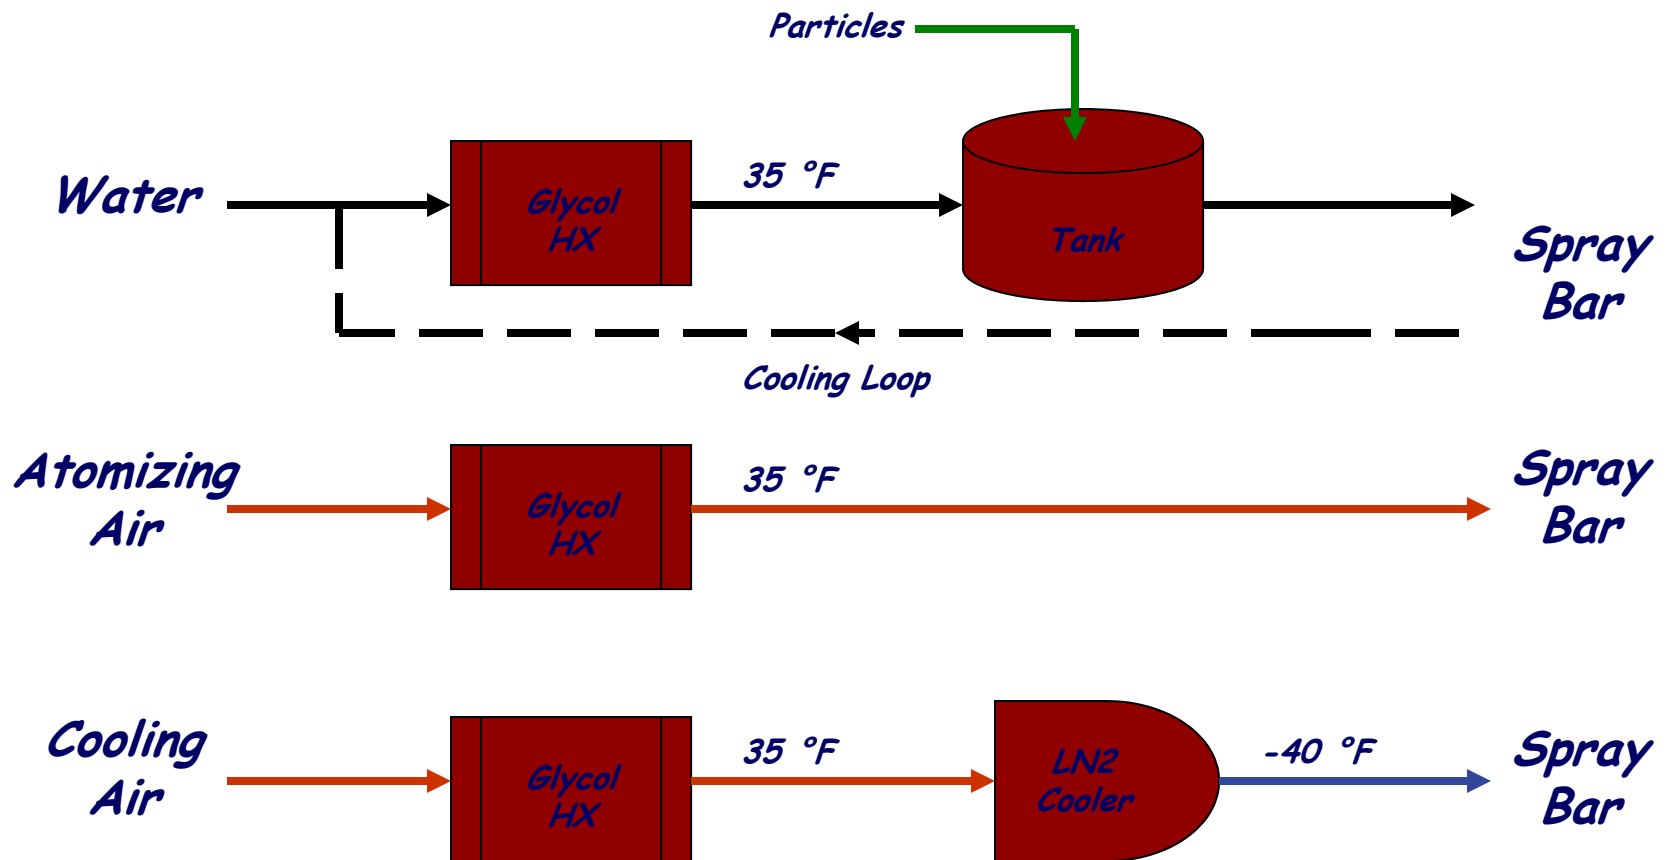 Particles
Water
Glycol
HX
35 °F
Tank
Spray
Bar
Cooling Loop
Atomizing
Air
Glycol
HX
35 °F
Spray
Bar
Cooling
Air
Glycol
HX
35 °F
LN2
Cooler
-40 °F
Spray
Bar